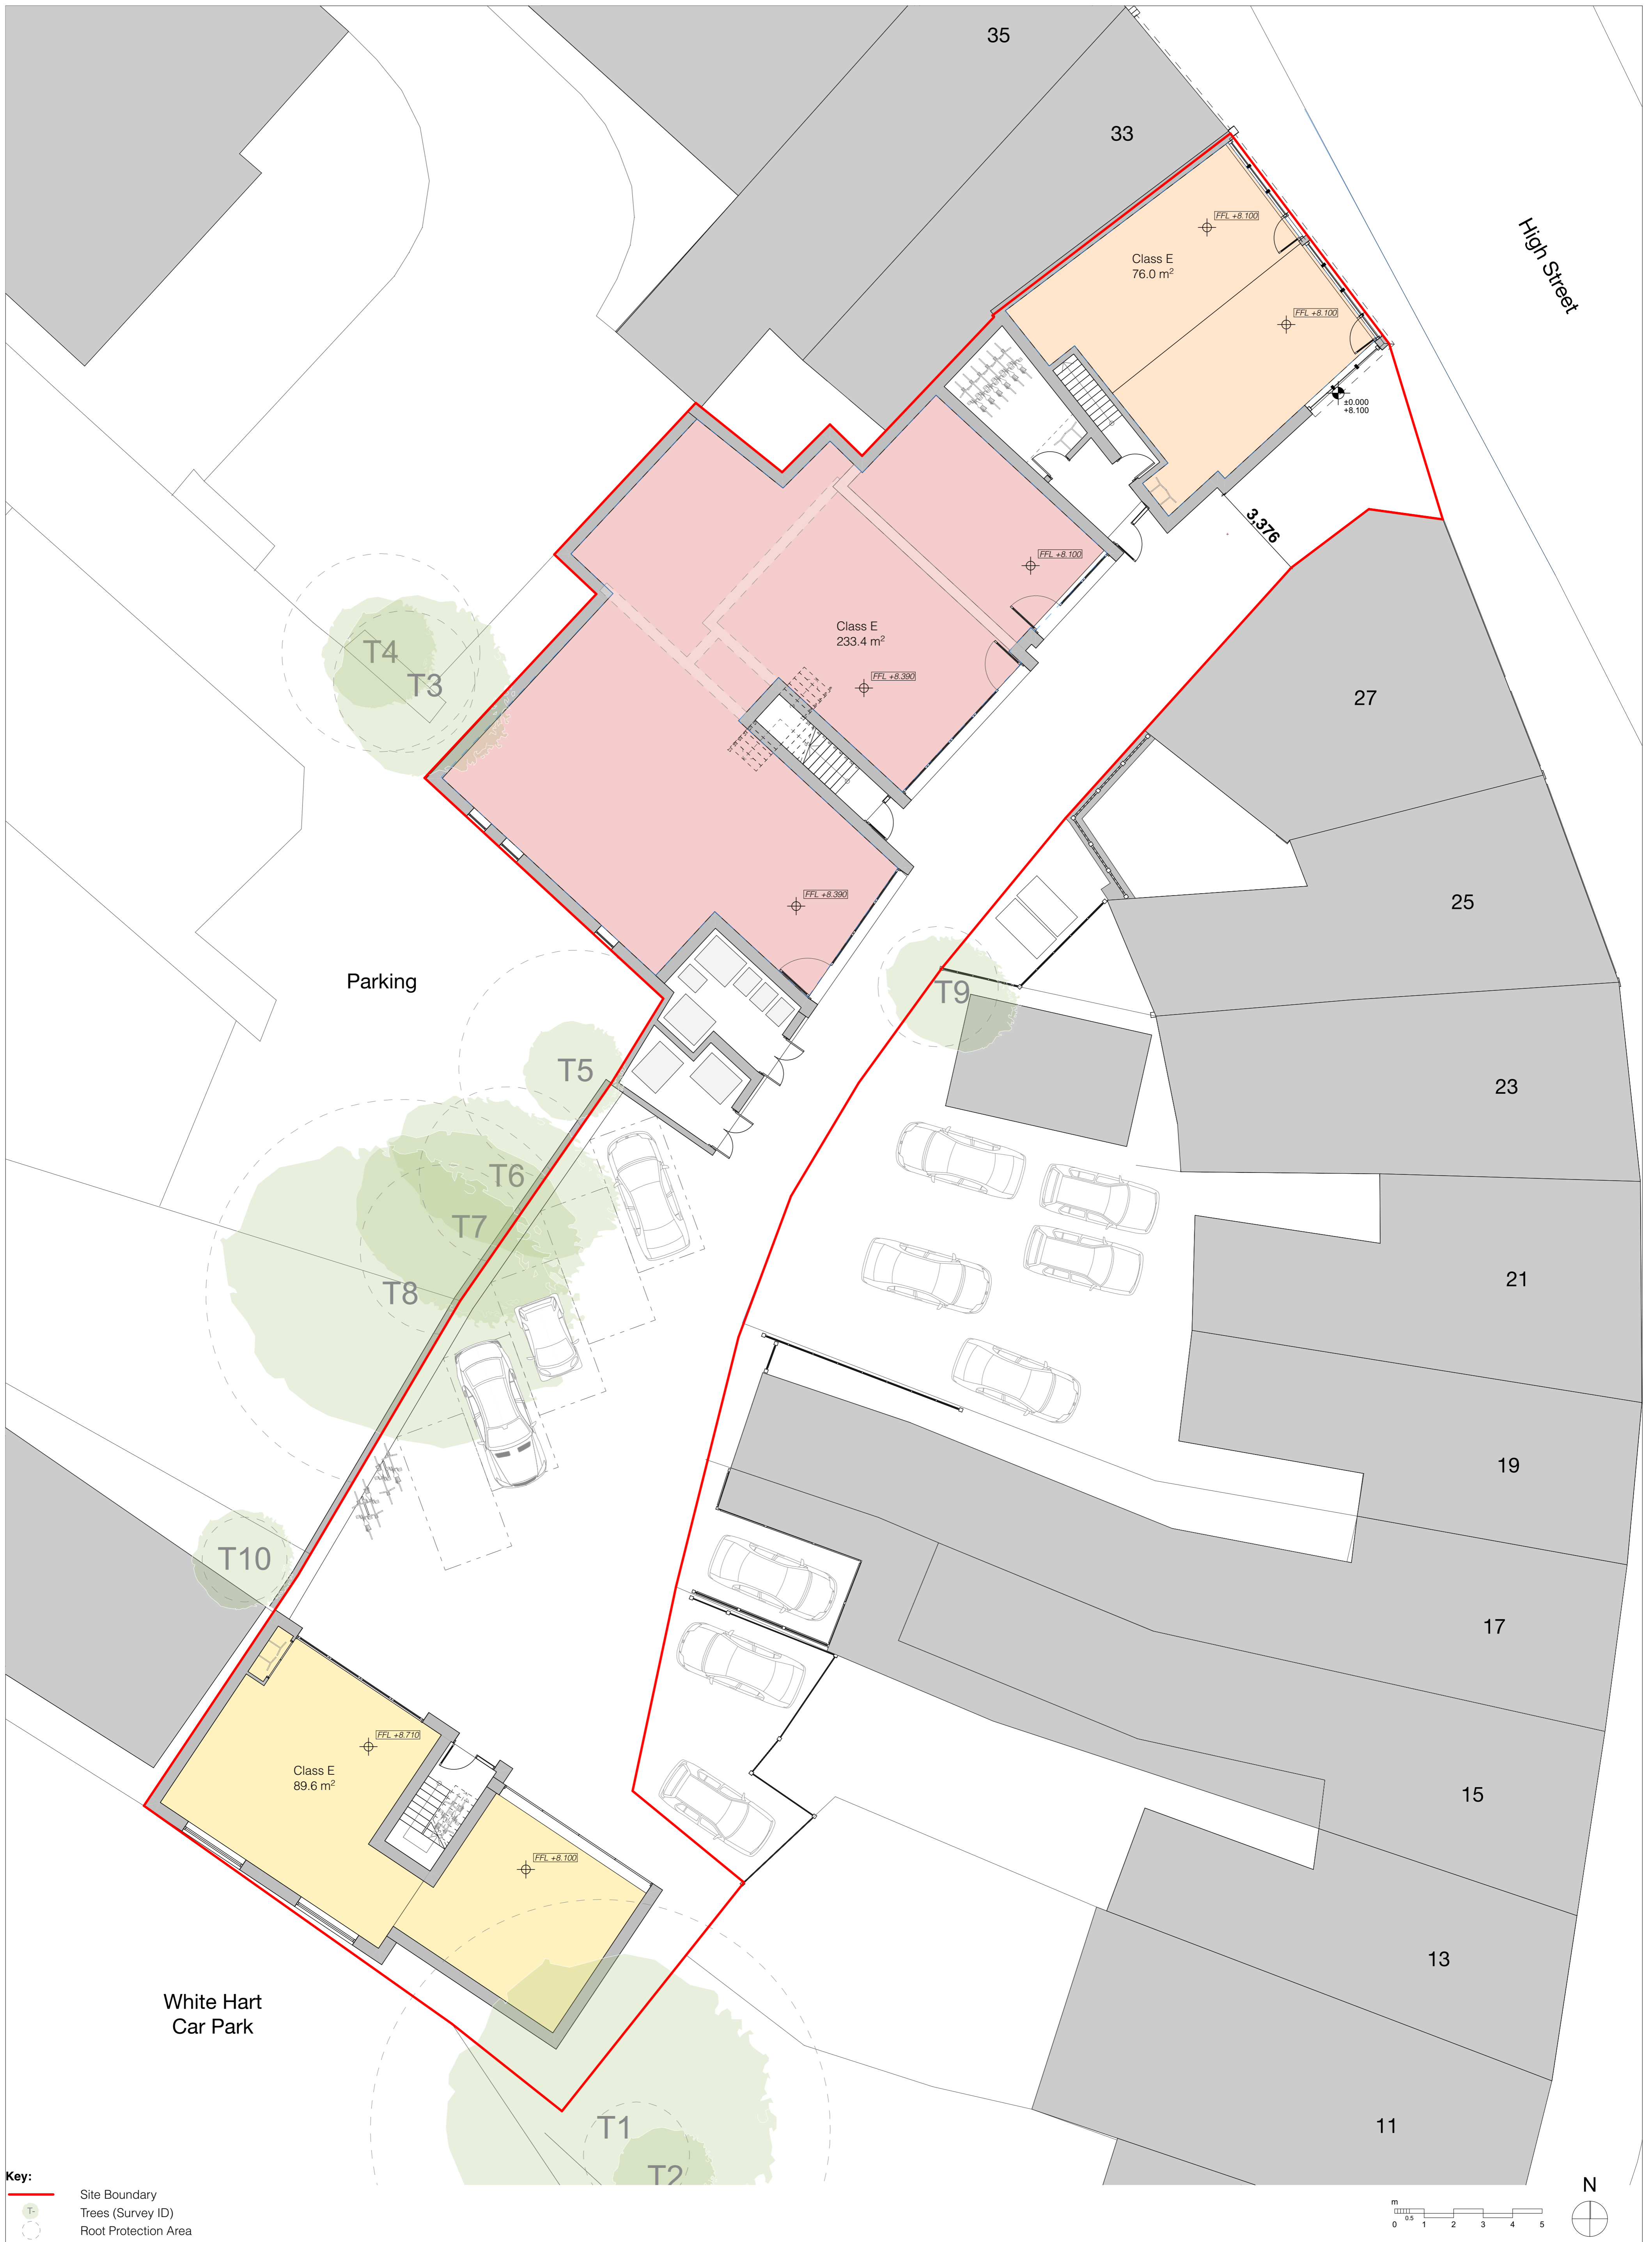 35
33
FFL +8.100
High Street
Class E
76.0 m²
FFL +8.100
±0.000
+8.100
3,376
FFL +8.100
Class E
233.4 m²
T4
T3
FFL +8.390
27
FFL +8.390
25
Parking
T9
T5
23
T6
T7
T8
21
19
T10
17
FFL +8.710
Class E
89.6 m²
15
FFL +8.100
13
White Hart
Car Park
T1
T2
11
Key:
Site Boundary
T-
Trees (Survey ID)
Root Protection Area
m
0 0.5 1 2 3 4 5
N